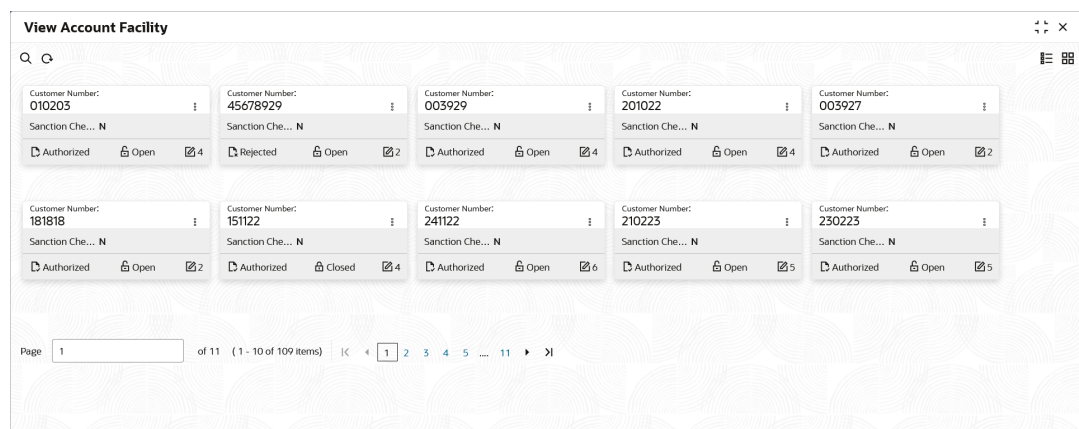 View Account Facility
Customer Number: Customer Number: Customer Number: Customer Number: Customer Number:
010203 45678929 003929 201022 003927
Sanction Che... N Sanction Che... N Sanction Che... N Sanction Che... N Sanction Che... N
Authorized Open 4 Rejected Open 2 Authorized Open 4 Authorized Open 4 Authorized Open 2
Customer Number: Customer Number: Customer Number: Customer Number: Customer Number:
181818 151122 241122 210223 230223
Sanction Che... N Sanction Che... N Sanction Che... N Sanction Che... N Sanction Che... N
Authorized Open 2 Authorized Closed 4 Authorized Open 6 Authorized Open 5 Authorized Open 5
Page 1 of 11 (1 - 10 of 109 items) 1 2 3 4 5 .... 11